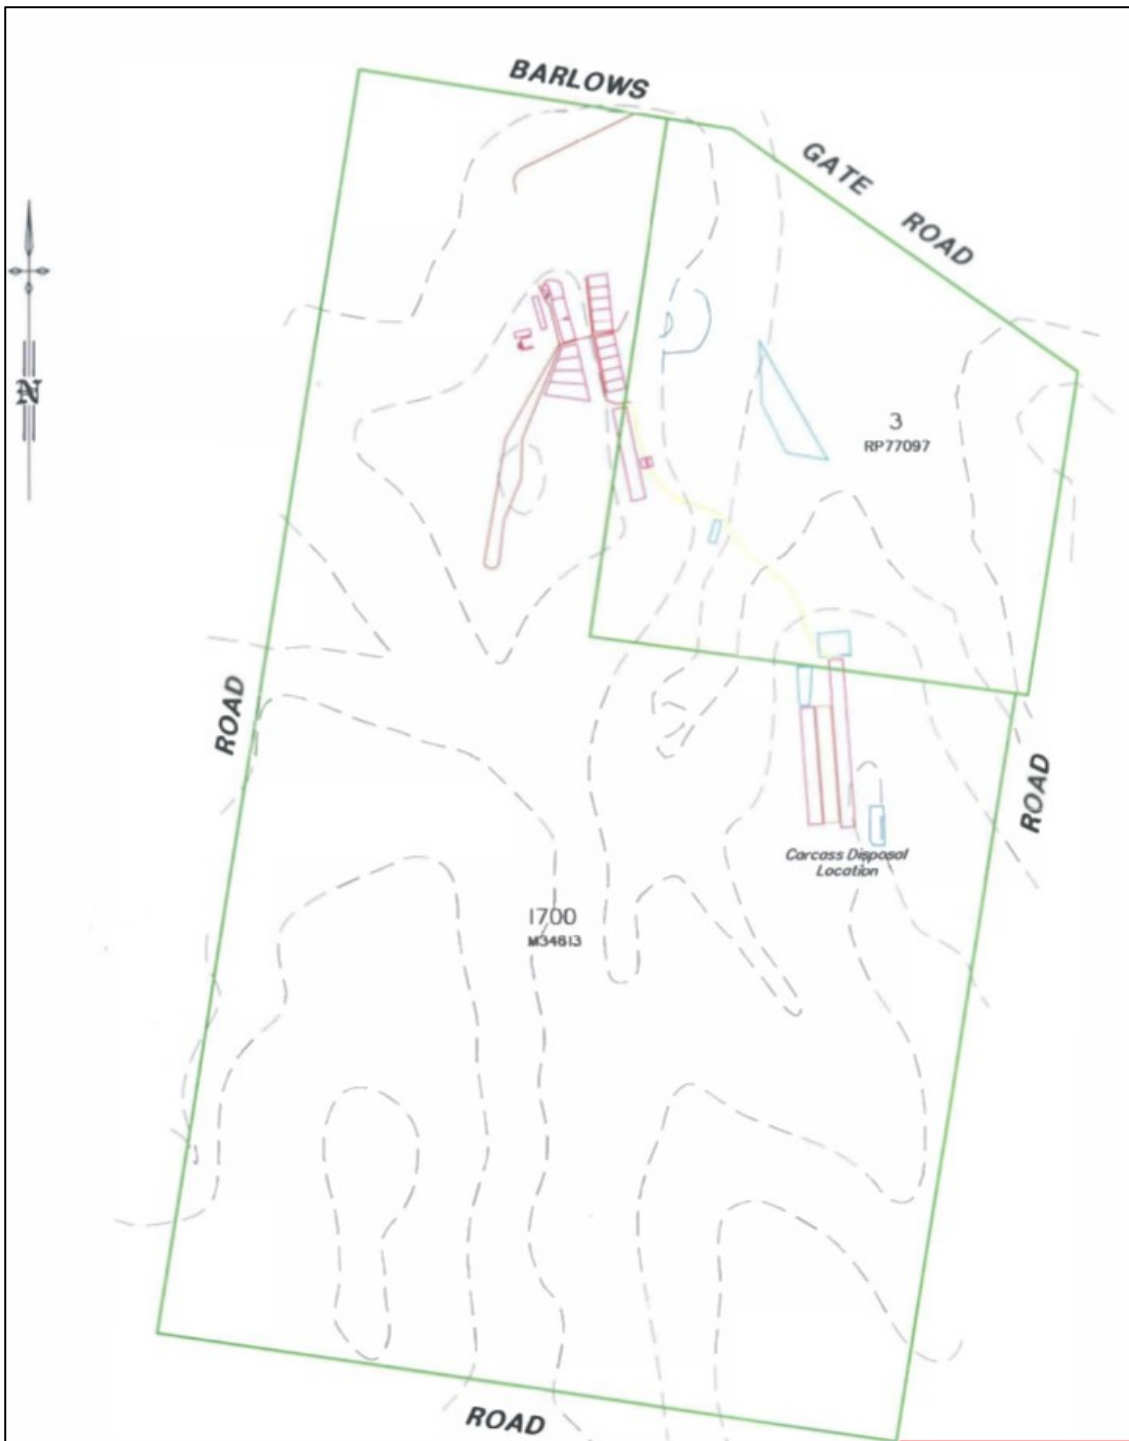 BARLOWS
GATE ROAD
N
3
RP77097
ROAD
ROAD
Carcass Disposal
Location
1700
M34613
ROAD